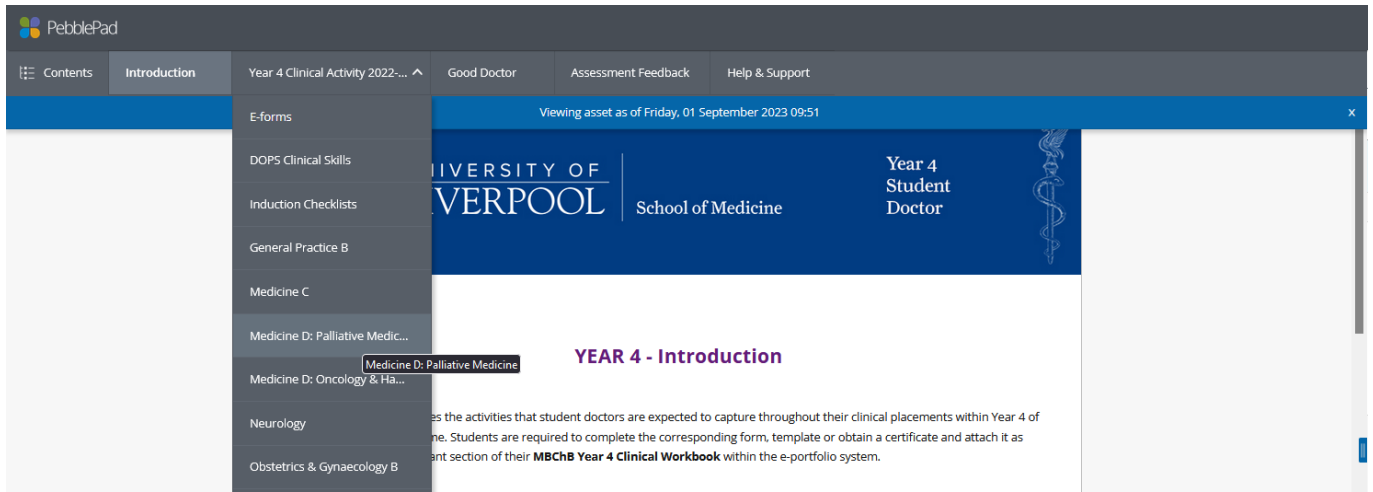 PebblePad
Contents
Introduction
Year 4 Clinical Activity 2022-...
Good Doctor
Assessment Feedback
Help & Support
Viewing asset as of Friday, 01 September 2023 09:51
x
E-forms
DOPS Clinical Skills
Induction Checklists
General Practice B
Medicine C
Medicine D: Palliative Medic...
Medicine D: Palliative Medicine
Medicine D: Oncology & Ha...
Neurology
Obstetrics & Gynaecology B
IVERSITY OF
VERPOOL
School of Medicine
Year 4
Student
Doctor
YEAR 4 - Introduction
es the activities that student doctors are expected to capture throughout their clinical placements within Year 4 of
ne. Students are required to complete the corresponding form, template or obtain a certificate and attach it as
ant section of their MBChB Year 4 Clinical Workbook within the e-portfolio system.